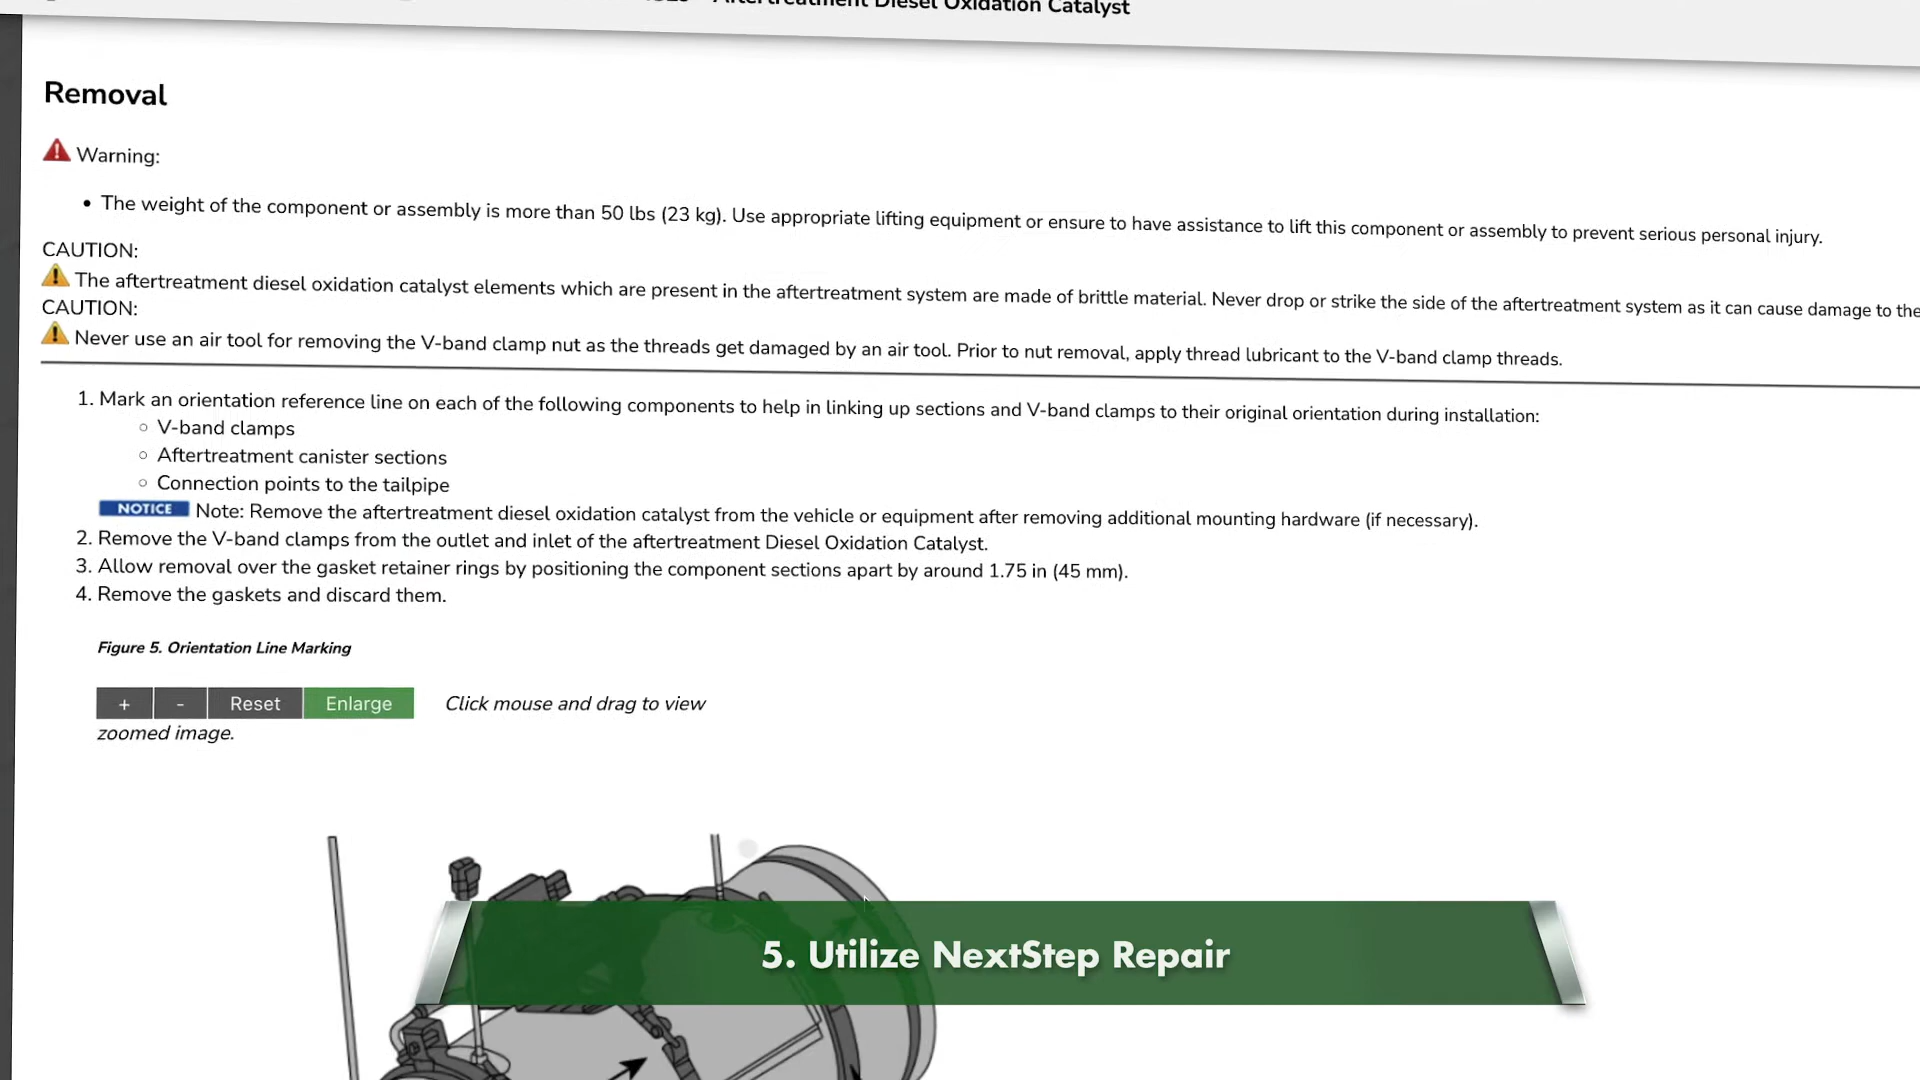 Aftertreatment Diesel Oxidation Catalyst
Removal
Warning:
• The weight of the component or assembly is more than 50 lbs (23 kg). Use appropriate lifting equipment or ensure to have assistance to lift this component or assembly to prevent serious personal injury.
CAUTION:
The aftertreatment diesel oxidation catalyst elements which are present in the aftertreatment system are made of brittle material. Never drop or strike the side of the aftertreatment system as it can cause damage to the
CAUTION:
Never use an air tool for removing the V-band clamp nut as the threads get damaged by an air tool. Prior to nut removal, apply thread lubricant to the V-band clamp threads.
1. Mark an orientation reference line on each of the following components to help in linking up sections and V-band clamps to their original orientation during installation:
○ V-band clamps
○ Aftertreatment canister sections
○ Connection points to the tailpipe
NOTICE Note: Remove the aftertreatment diesel oxidation catalyst from the vehicle or equipment after removing additional mounting hardware (if necessary).
2. Remove the V-band clamps from the outlet and inlet of the aftertreatment Diesel Oxidation Catalyst.
3. Allow removal over the gasket retainer rings by positioning the component sections apart by around 1.75 in (45 mm).
4. Remove the gaskets and discard them.
Figure 5. Orientation Line Marking
+ - Reset Enlarge Click mouse and drag to view
zoomed image.
5. Utilize NextStep Repair